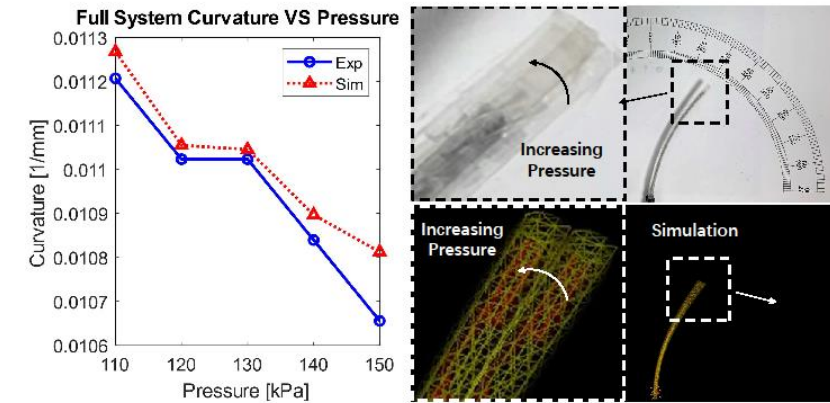 Full System Curvature VS Pressure
0.0113
0.0112
0.0111
0.011
0.0109
0.0108
0.0107
0.0106
Curvature [1/mm]
110
120
130
140
150
Pressure [kPa]
Exp
Sim
Increasing
Pressure
Increasing
Pressure
Simulation